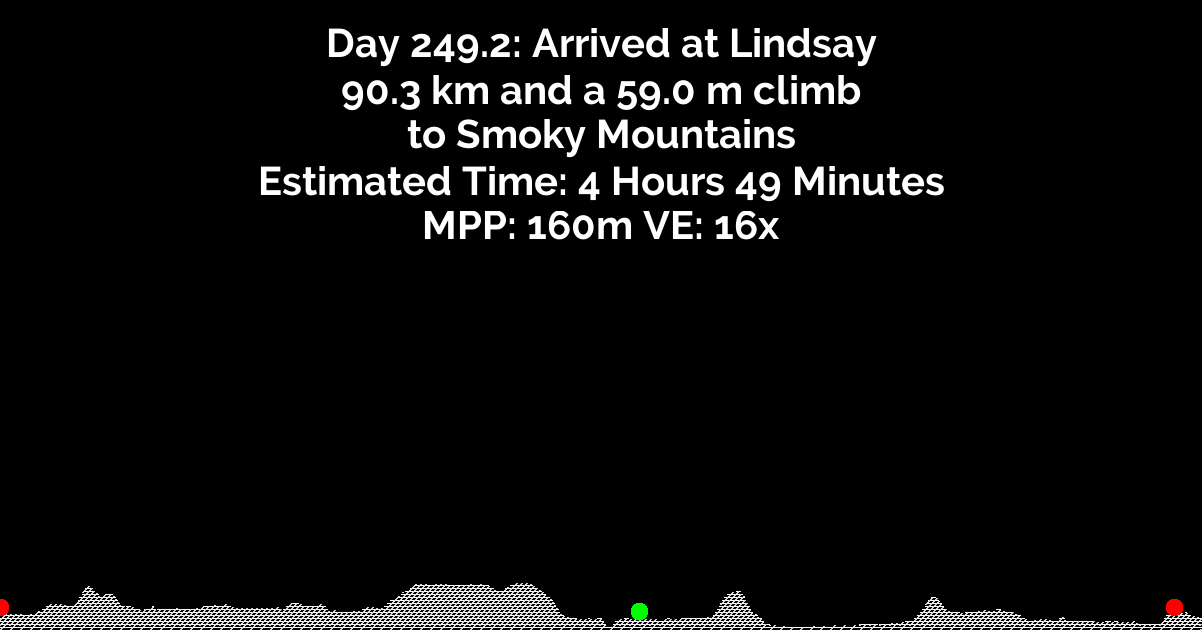 Day 249.2: Arrived at Lindsay
90.3 km and a 59.0 m climb
to Smoky Mountains
Estimated Time: 4 Hours 49 Minutes
MPP: 160m VE: 16x